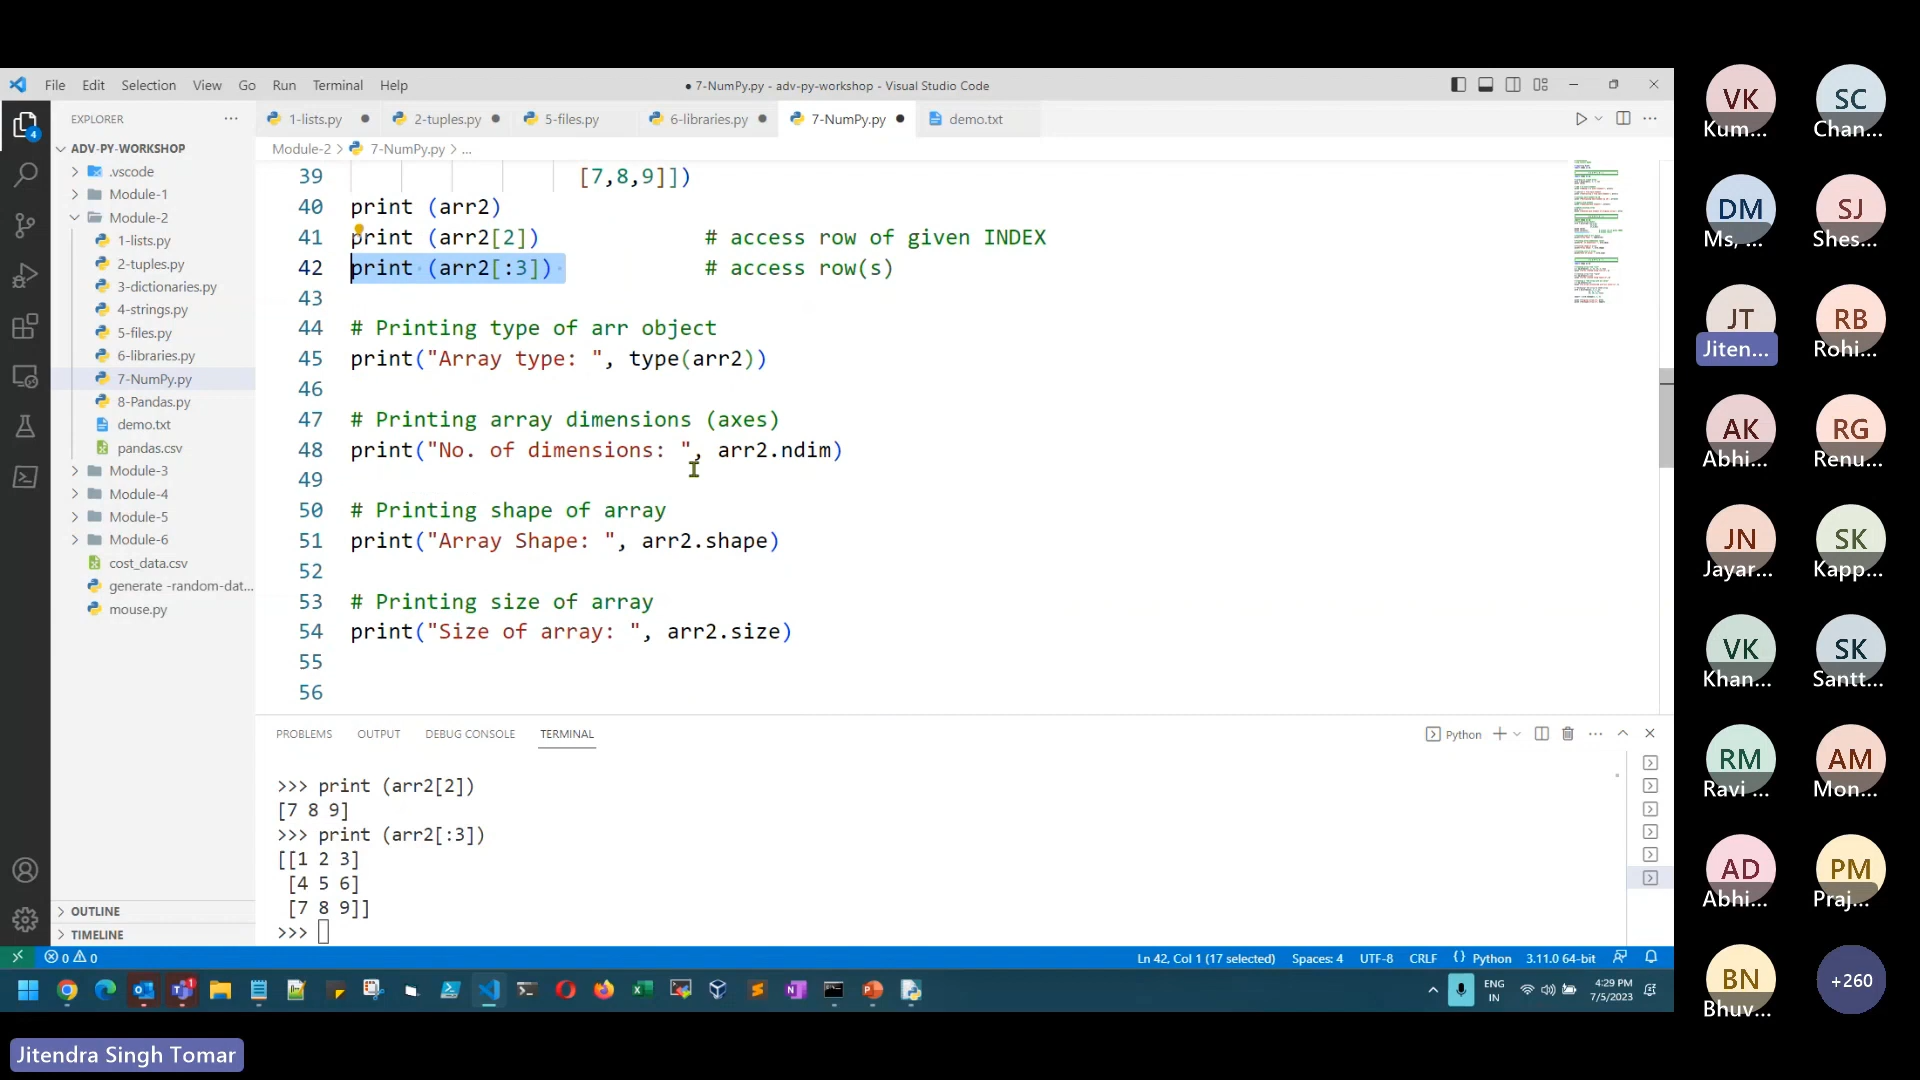 File Edit Selection View Go Run Terminal Help
● 7-NumPy.py - adv-py-workshop - Visual Studio Code
EXPLORER
1-lists.py
2-tuples.py
5-files.py
6-libraries.py
7-NumPy.py
demo.txt
Module-2 > 7-NumPy.py > ...
4
ADV-PY-WORKSHOP
.vscode
Module-1
Module-2
1-lists.py
2-tuples.py
3-dictionaries.py
4-strings.py
5-files.py
6-libraries.py
7-NumPy.py
8-Pandas.py
demo.txt
pandas.csv
Module-3
Module-4
Module-5
Module-6
cost_data.csv
generate -random-dat...
mouse.py
OUTLINE
TIMELINE
39 [7,8,9]])
40 print (arr2)
41 print (arr2[2]) # access row of given INDEX
42 print (arr2[:3]) # access row(s)
43
44 # Printing type of arr object
45 print("Array type: ", type(arr2))
46
47 # Printing array dimensions (axes)
48 print("No. of dimensions: ", arr2.ndim)
49
50 # Printing shape of array
51 print("Array Shape: ", arr2.shape)
52
53 # Printing size of array
54 print("Size of array: ", arr2.size)
55
56
PROBLEMS OUTPUT DEBUG CONSOLE TERMINAL
Python
>>> print (arr2[2])
[7 8 9]
>>> print (arr2[:3])
[[1 2 3]
[4 5 6]
[7 8 9]]
>>>
0 0
Ln 42, Col 1 (17 selected) Spaces: 4 UTF-8 CRLF Python 3.11.0 64-bit
1
ENG
IN
4:29 PM
7/5/2023
VK
Kum...
SC
Chan...
DM
Ms, ...
SJ
Shes...
JT
Jiten...
RB
Rohi...
AK
Abhi...
RG
Renu...
JN
Jayar...
SK
Kapp...
VK
Khan...
SK
Santt...
RM
Ravi ...
AM
Mon...
AD
Abhi...
PM
Praj...
BN
Bhuv...
+260
Jitendra Singh Tomar